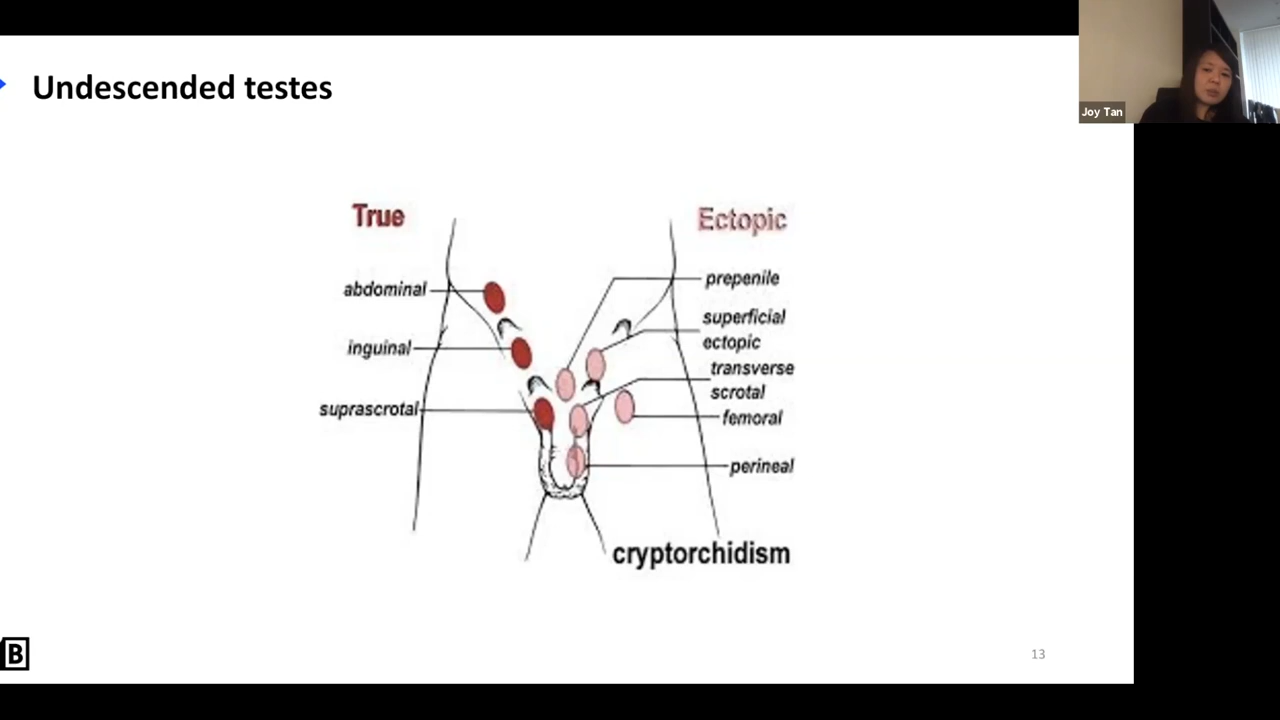 Undescended testes
Joy Tan
True
Ectopic
abdominal
inguinal
suprascrotal
prepenile
superficial
ectopic
transverse
scrotal
femoral
perineal
cryptorchidism
B
13